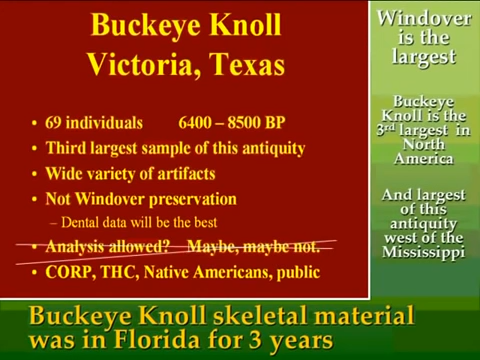 Buckeye Knoll
Victoria, Texas
• 69 individuals 6400 – 8500 BP
• Third largest sample of this antiquity
• Wide variety of artifacts
• Not Windover preservation
– Dental data will be the best
• Analysis allowed? Maybe, maybe not.
• CORP, THC, Native Americans, public
Windover
is the
largest
Buckeye
Knoll is the
3rd largest in
North
America
And largest
of this
antiquity
west of the
Mississippi
Buckeye Knoll skeletal material
was in Florida for 3 years